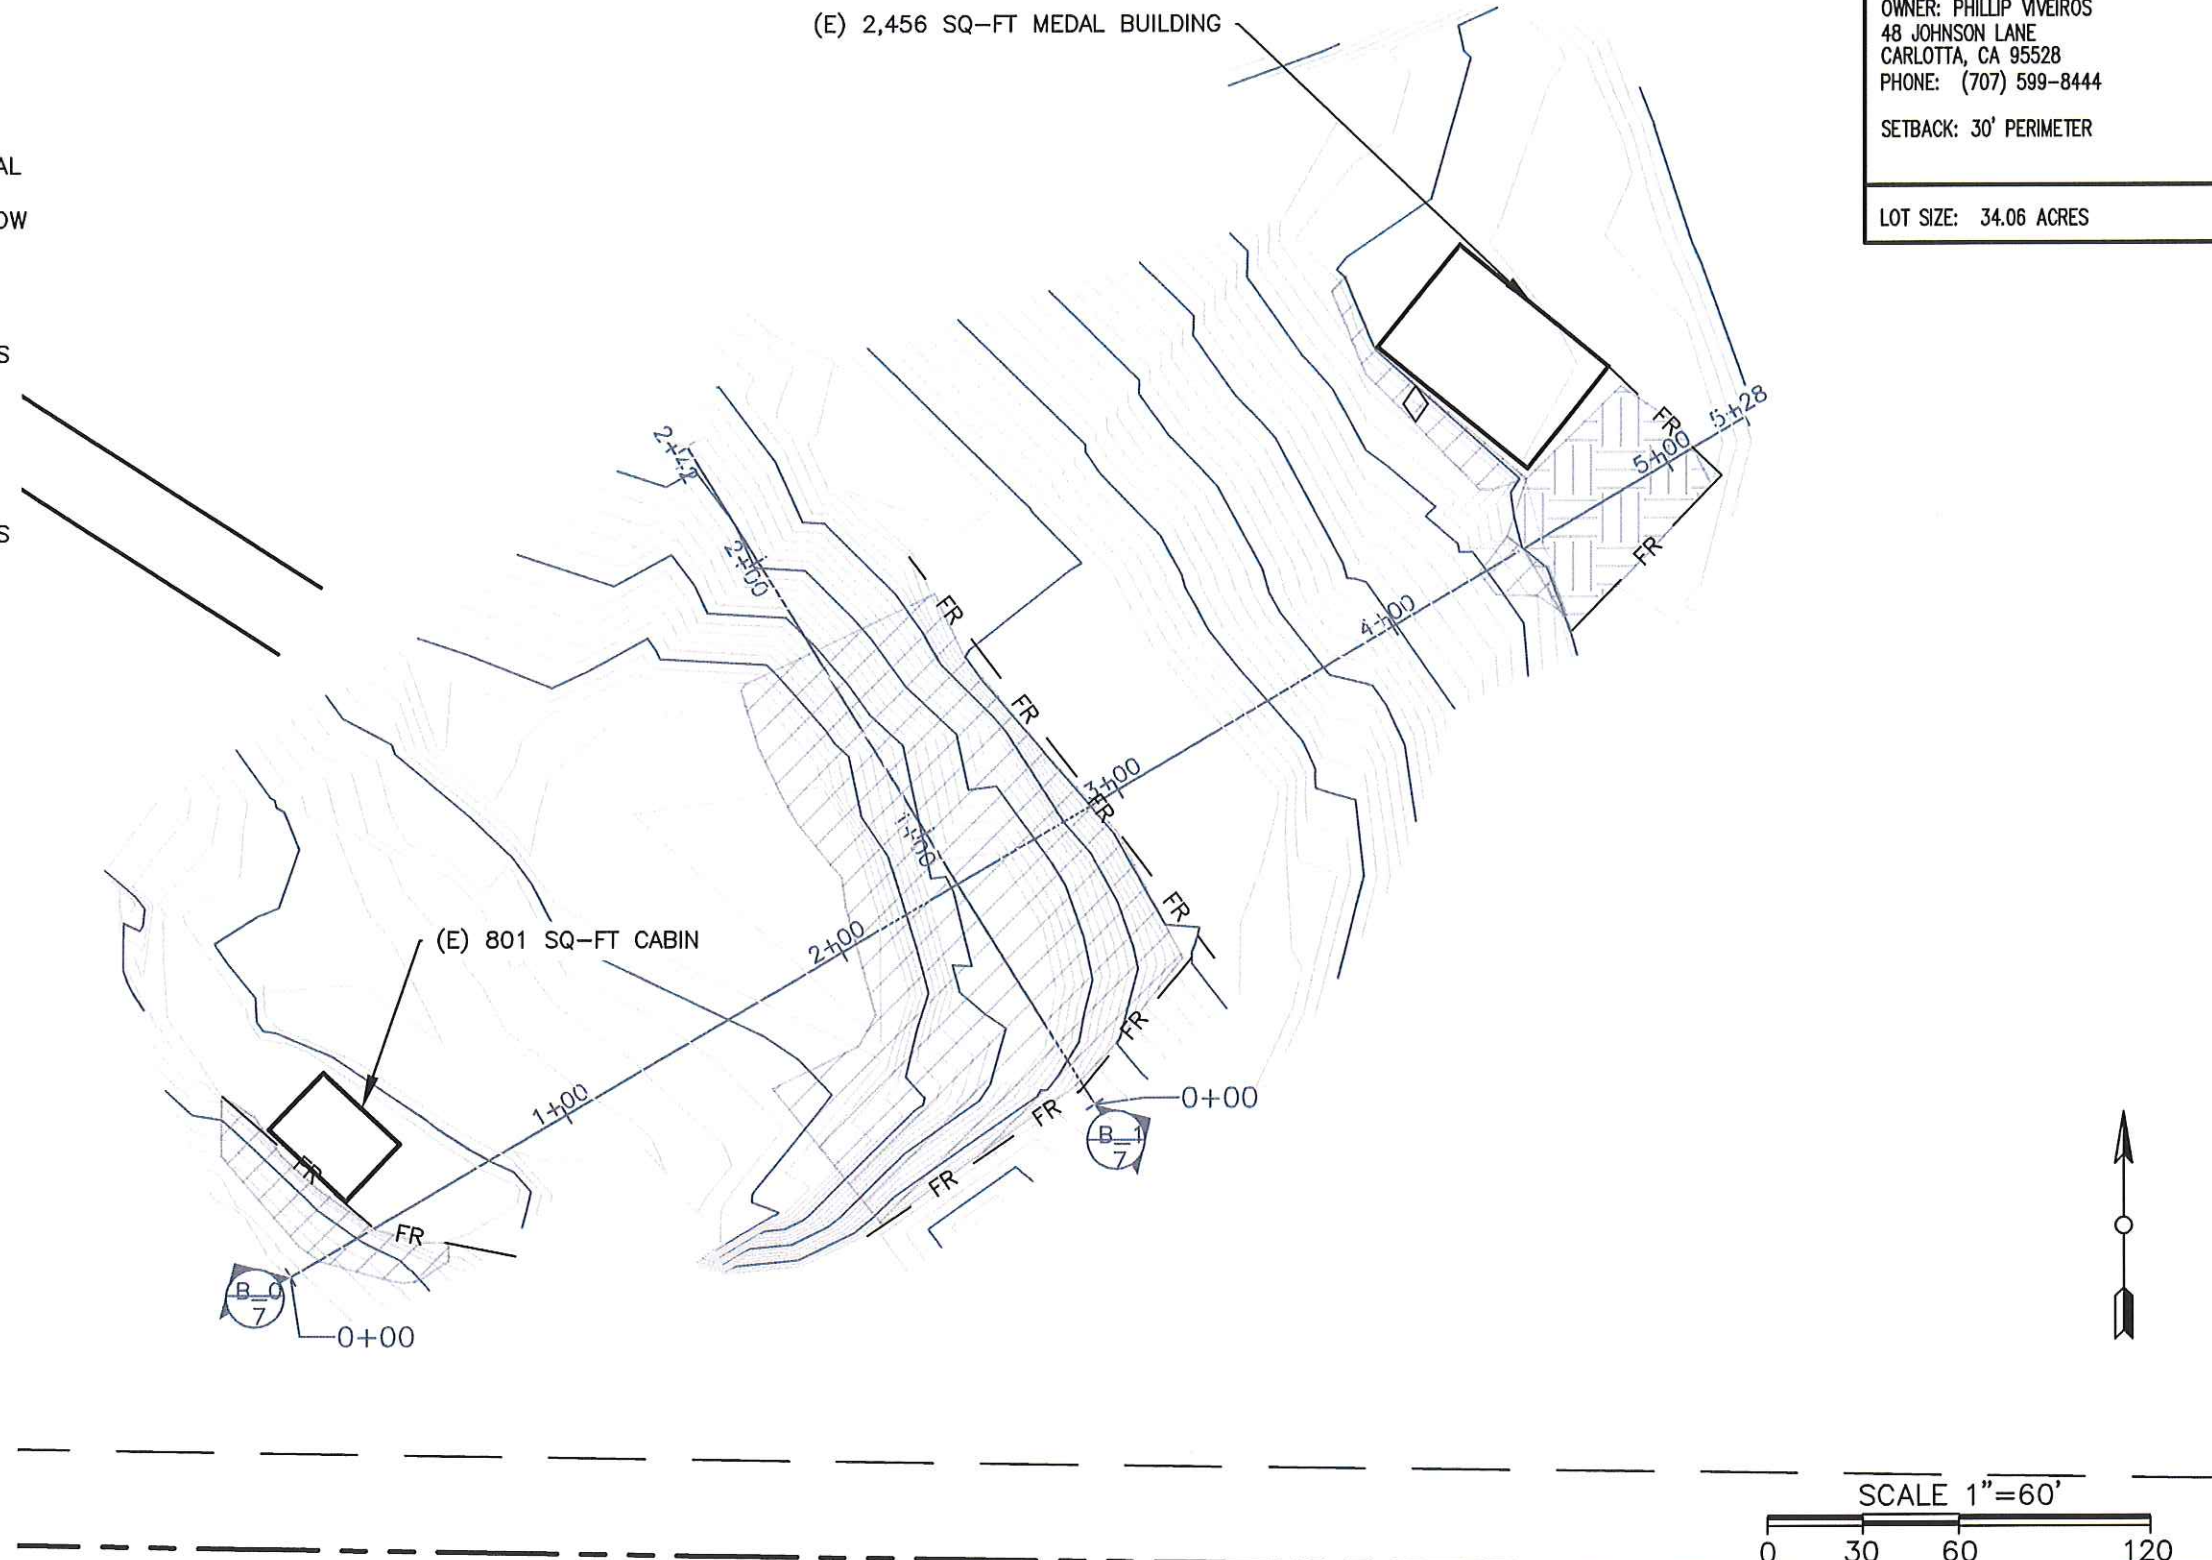 (E) 2,456 SQ-FT MEDAL BUILDING
OWNER: PHILLIP VIVEIROS
48 JOHNSON LANE
CARLOTTA, CA 95528
PHONE: (707) 599-8444
SETBACK: 30' PERIMETER
LOT SIZE: 34.06 ACRES
AL
OW
S
S
5+28
FR
5+00
2+42
FR
2+00
FR
4+00
FR
3+00
FR
1+00
FR
2+00
(E) 801 SQ-FT CABIN
FR
1+00
FR
0+00
B-1
7
FR
FR
FR
B-0
7
0+00
SCALE 1"=60'
0 30 60 120